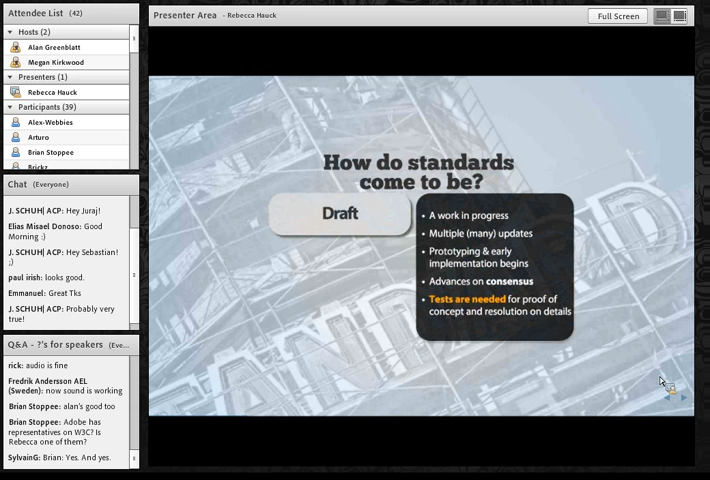 Attendee List (42)
Hosts (2)
Alan Greenblatt
Megan Kirkwood
Presenters (1)
Rebecca Hauck
Participants (39)
Alex-Webbies
Arturo
Brian Stoppee
Brickz
Chat (Everyone)
J. SCHUH| ACP: Hey Juraj!
Elias Misael Donoso: Good
Morning :)
J. SCHUH| ACP: Hey Sebastian!
;)
paul irish: looks good.
Emmanuel: Great Tks
J. SCHUH| ACP: Probably very
true!
Q&A - ?'s for speakers (Eve...
rick: audio is fine
Fredrik Andersson AEL
(Sweden): now sound is working
Brian Stoppee: alan's good too
Brian Stoppee: Adobe has
representatives on W3C? Is
Rebecca one of them?
SylvainG: Brian: Yes. And yes.
Presenter Area - Rebecca Hauck
Full Screen
How do standards
come to be?
Draft
• A work in progress
• Multiple (many) updates
• Prototyping & early
implementation begins
• Advances on consensus
• Tests are needed for proof of
concept and resolution on details